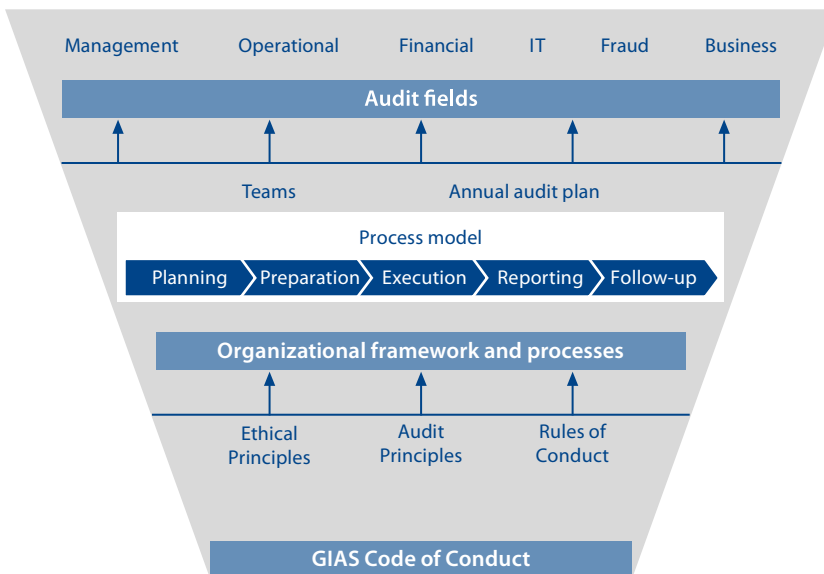 Management Operational Financial IT Fraud Business
Audit fields
Teams Annual audit plan
Process model
Planning Preparation Execution Reporting Follow-up
Organizational framework and processes
Ethical Audit Rules of
Principles Principles Conduct
GIAS Code of Conduct